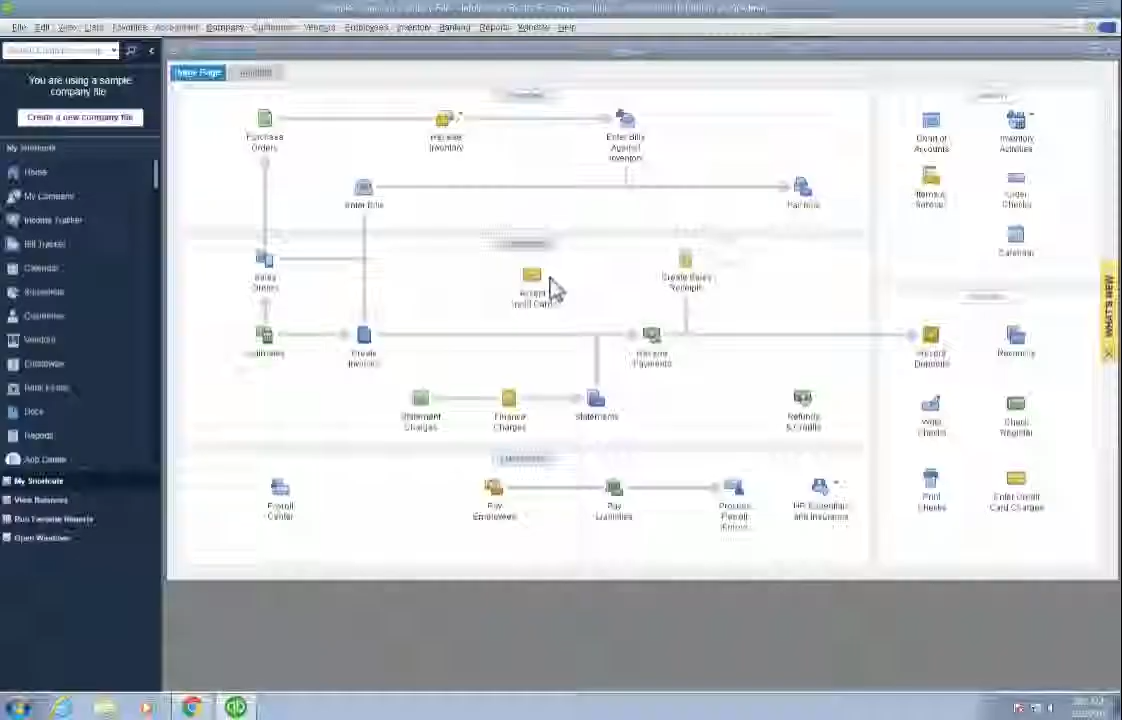 File Edit View Lists Favorites Accountant Company Customers Vendors Employees Inventory Banking Reports Window Help
You are using a sample
company file
Create a new company file
My Shortcuts
Home
My Company
Income Tracker
Bill Tracker
Calendar
Snapshots
Customers
Vendors
Employees
Bank Feeds
Docs
Reports
App Center
My Shortcuts
View Balances
Run Favorite Reports
Open Windows
Home Page
Purchase
Orders
Receive
Inventory
Enter Bills
Against
Inventory
Enter Bills
Pay Bills
Sales
Orders
Accept
Credit Cards
Create Sales
Receipts
Estimates
Create
Invoices
Receive
Payments
Statement
Charges
Finance
Charges
Statements
Refunds
& Credits
Payroll
Center
Pay
Employees
Pay
Liabilities
Process
Payroll
Forms
HR Essentials
and Insurance
Chart of
Accounts
Inventory
Activities
Items &
Services
Order
Checks
Calendar
Record
Deposits
Reconcile
Write
Checks
Check
Register
Print
Checks
Enter Credit
Card Charges
WHAT'S NEW